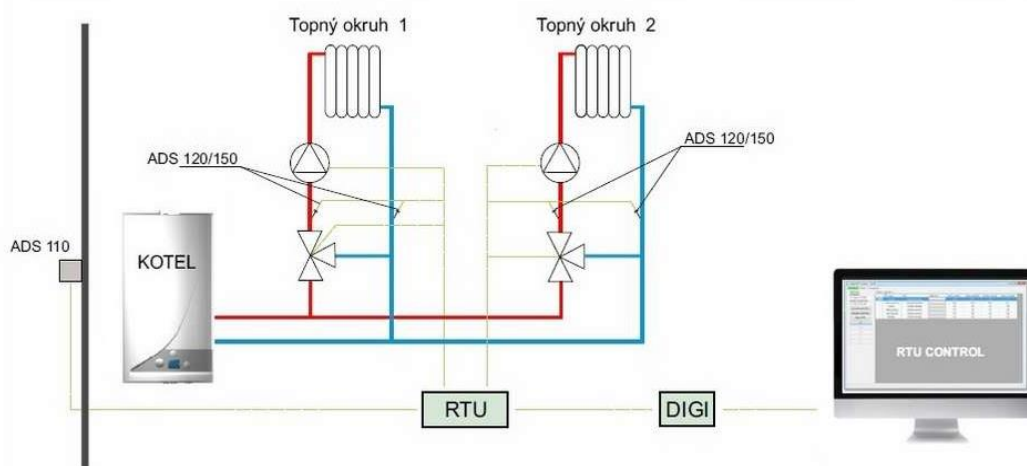 Topný okruh 1
Topný okruh 2
ADS 120/150
ADS 120/150
ADS 110
KOTEL
RTU CONTROL
RTU
DIGI